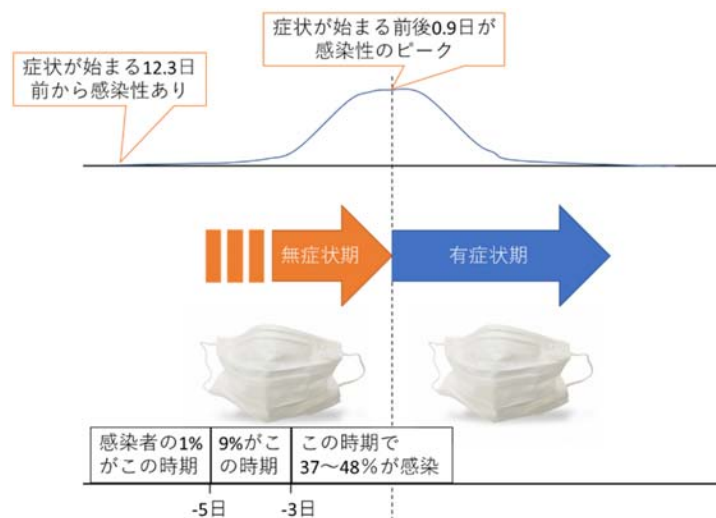 症状が始まる前後0.9日が
感染性のピーク
症状が始まる12.3日
前から感染性あり
無症状期
有症状期
感染者の1%
がこの時期
9%がこ
の時期
この時期で
37～48%が感染
-5日
-3日